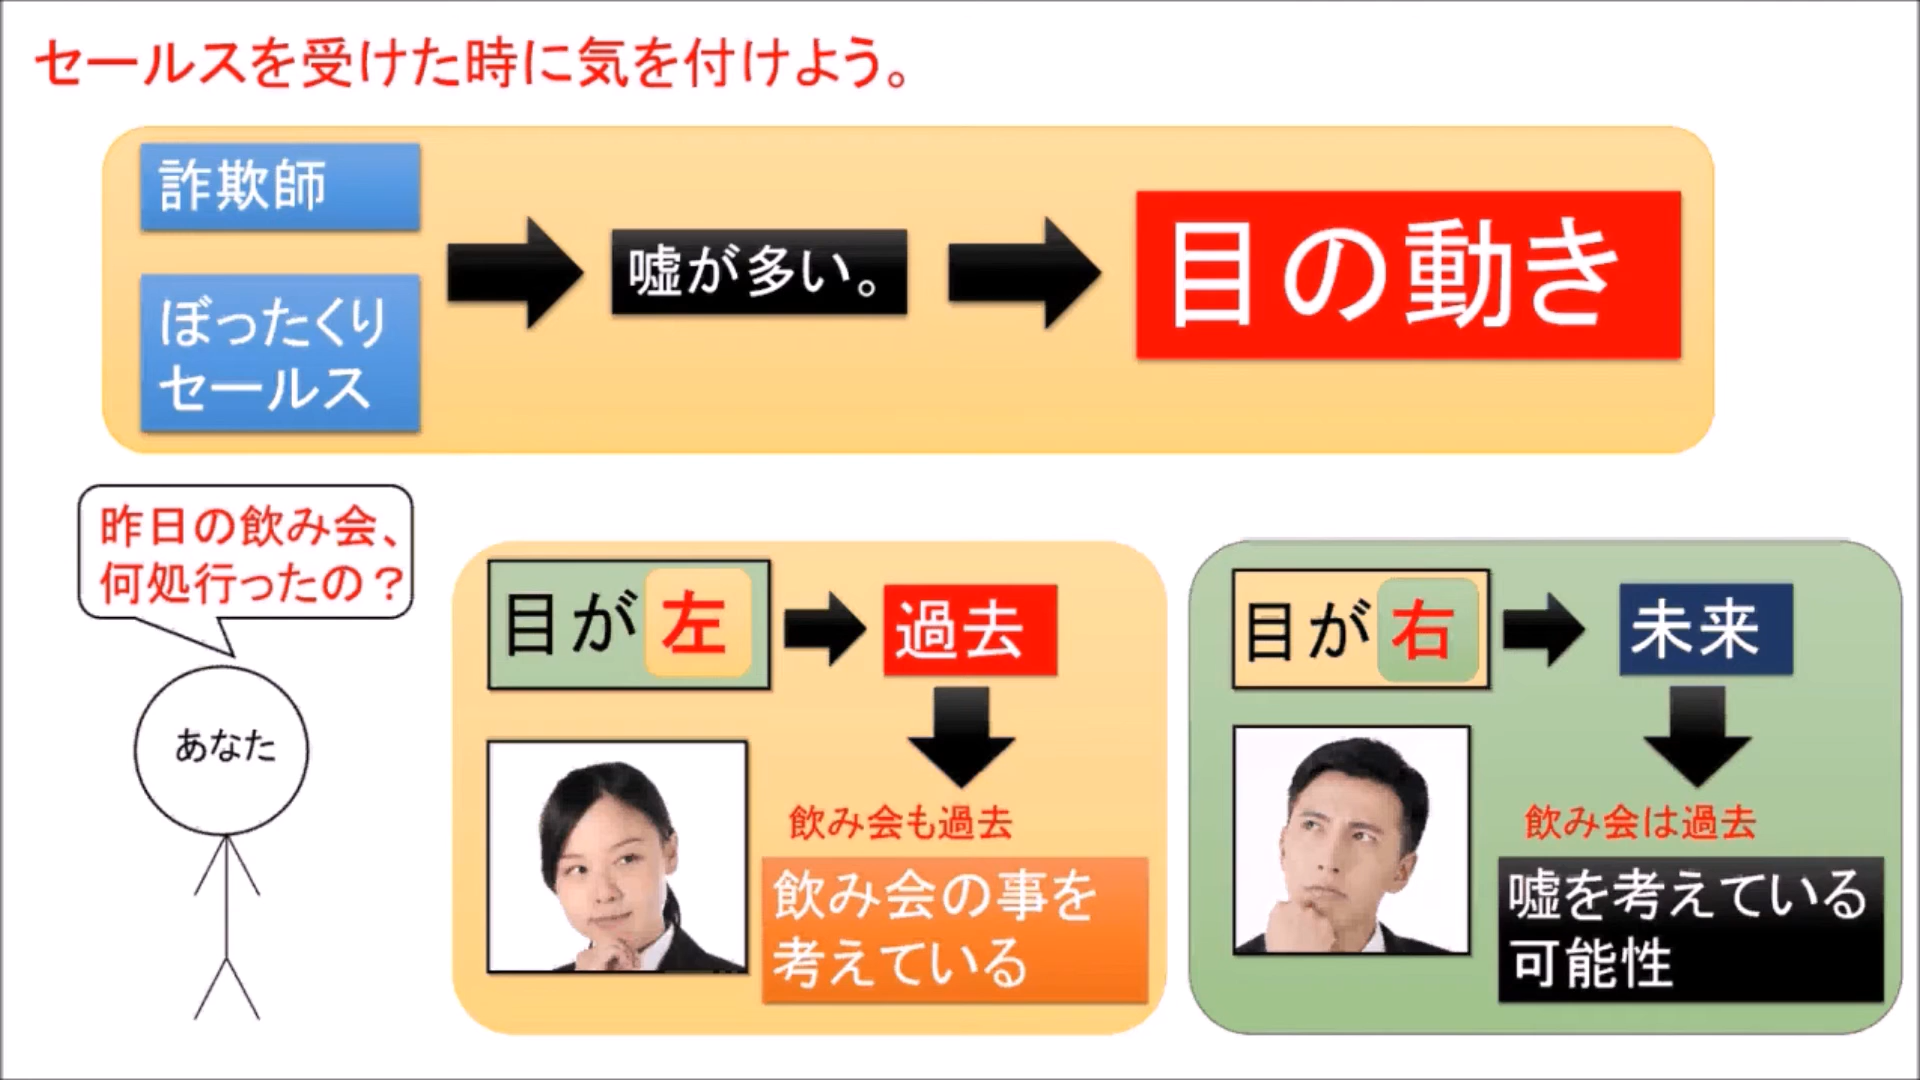 セールスを受けた時に気を付けよう。
詐欺師
ぼったくり
セールス
嘘が多い。
目の動き
昨日の飲み会、
何処行ったの？
あなた
目が左
過去
飲み会も過去
飲み会の事を
考えている
目が右
未来
飲み会は過去
嘘を考えている
可能性